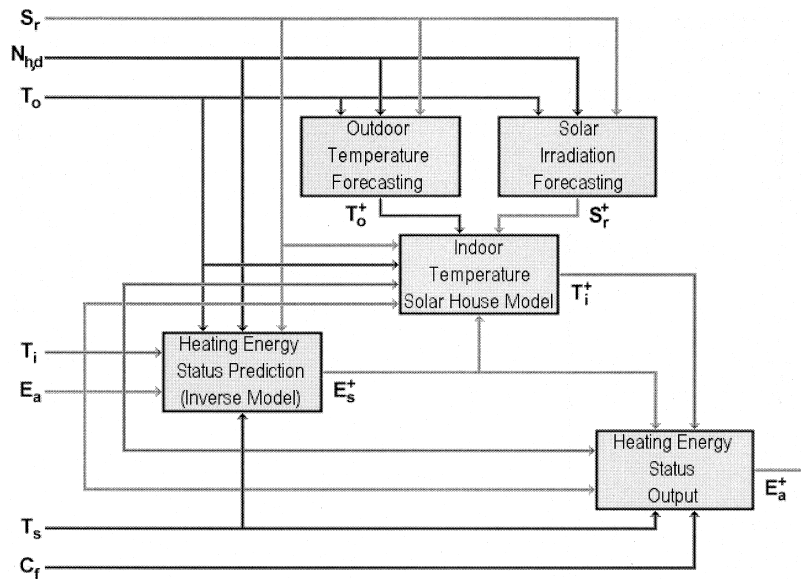 S_r
N_h,d
T_o
Outdoor
Temperature
Forecasting
Solar
Irradiation
Forecasting
T_o^+
S_r^+
Indoor
Temperature
Solar House Model
T_i^+
T_i
E_a
Heating Energy
Status Prediction
(Inverse Model)
E_s^+
Heating Energy
Status
Output
E_a^+
T_s
C_f